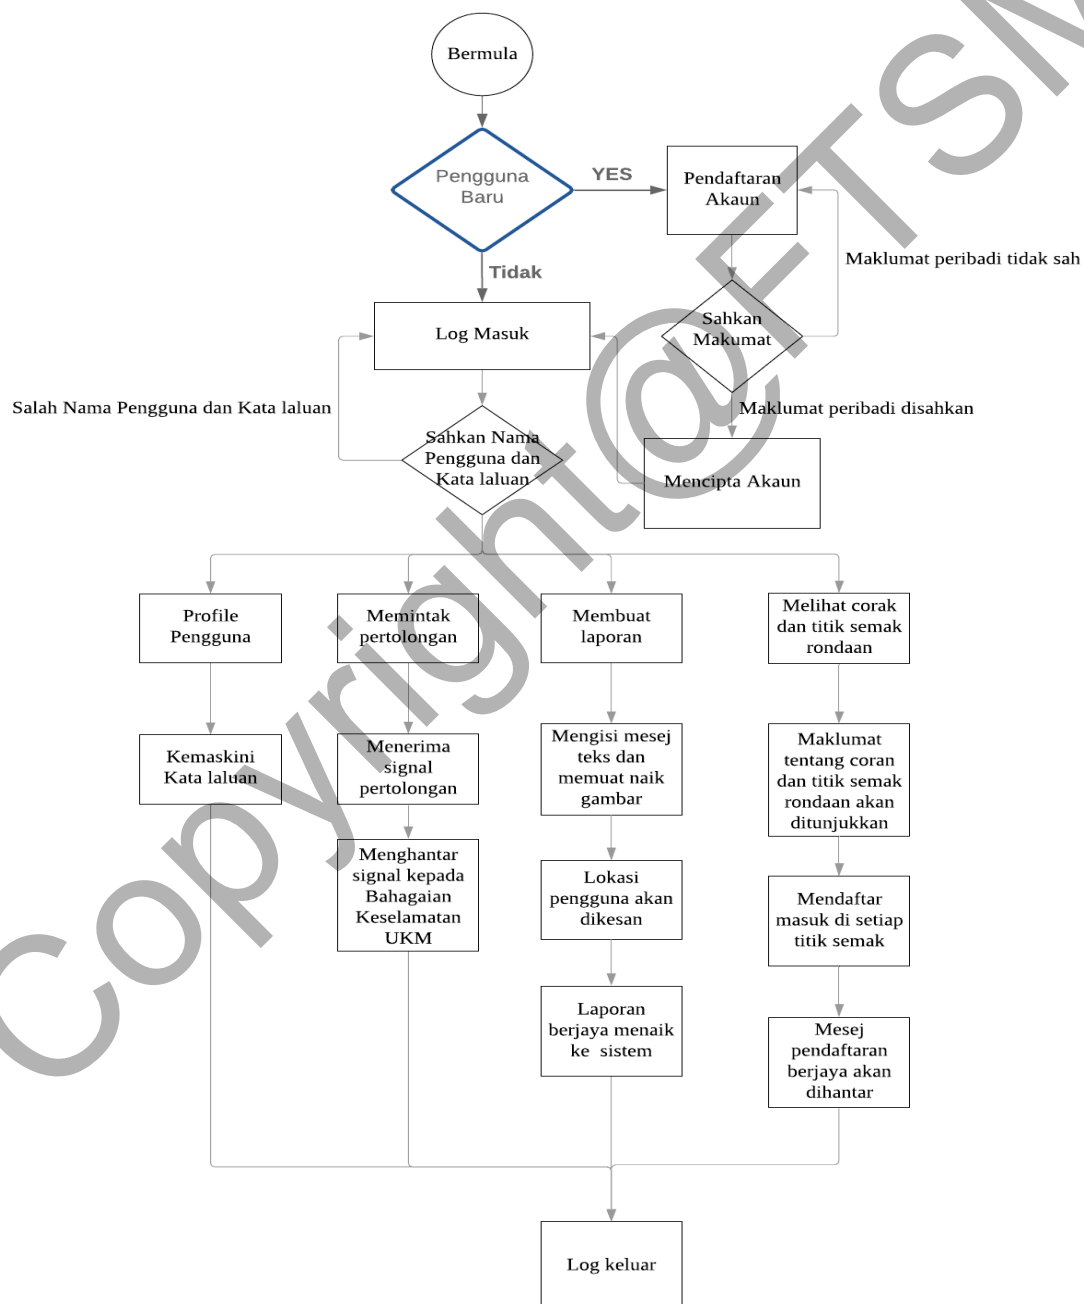 Bermula
Pengguna
Baru
YES
Pendaftaran
Akaun
Maklumat peribadi tidak sah
Tidak
Sahkan
Makumat
Log Masuk
Salah Nama Pengguna dan Kata laluan
Maklumat peribadi disahkan
Sahkan Nama
Pengguna dan
Kata laluan
Mencipta Akaun
Profile
Pengguna
Memintak
pertolongan
Membuat
laporan
Melihat corak
dan titik semak
rondaan
Kemaskini
Kata laluan
Menerima
signal
pertolongan
Mengisi mesej
teks dan
memuat naik
gambar
Maklumat
tentang coran
dan titik semak
rondaan akan
ditunjukkan
Menghantar
signal kepada
Bahagaian
Keselamatan
UKM
Lokasi
pengguna akan
dikesan
Mendaftar
masuk di setiap
titik semak
Laporan
berjaya menaik
ke sistem
Mesej
pendaftaran
berjaya akan
dihantar
Log keluar
Copyright@FTSM